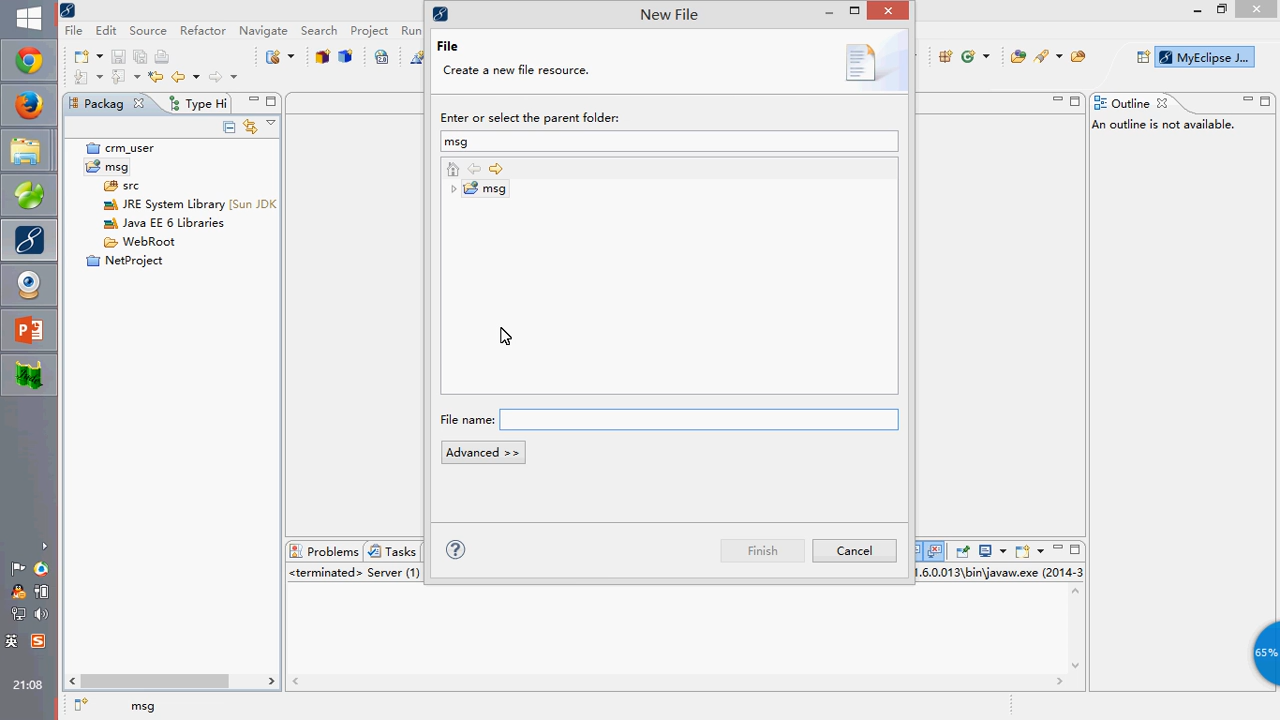 New File
File Edit Source Refactor Navigate Search Project Run
File
Create a new file resource.
MyEclipse J...
Packag
Type Hi
Enter or select the parent folder:
msg
msg
crm_user
msg
src
JRE System Library [Sun JDK
Java EE 6 Libraries
WebRoot
NetProject
Outline
An outline is not available.
File name:
Advanced >>
Finish
Cancel
Problems
Tasks
<terminated> Server (1)
1.6.0.013\bin\javaw.exe (2014-3
英
21:08
msg
65%